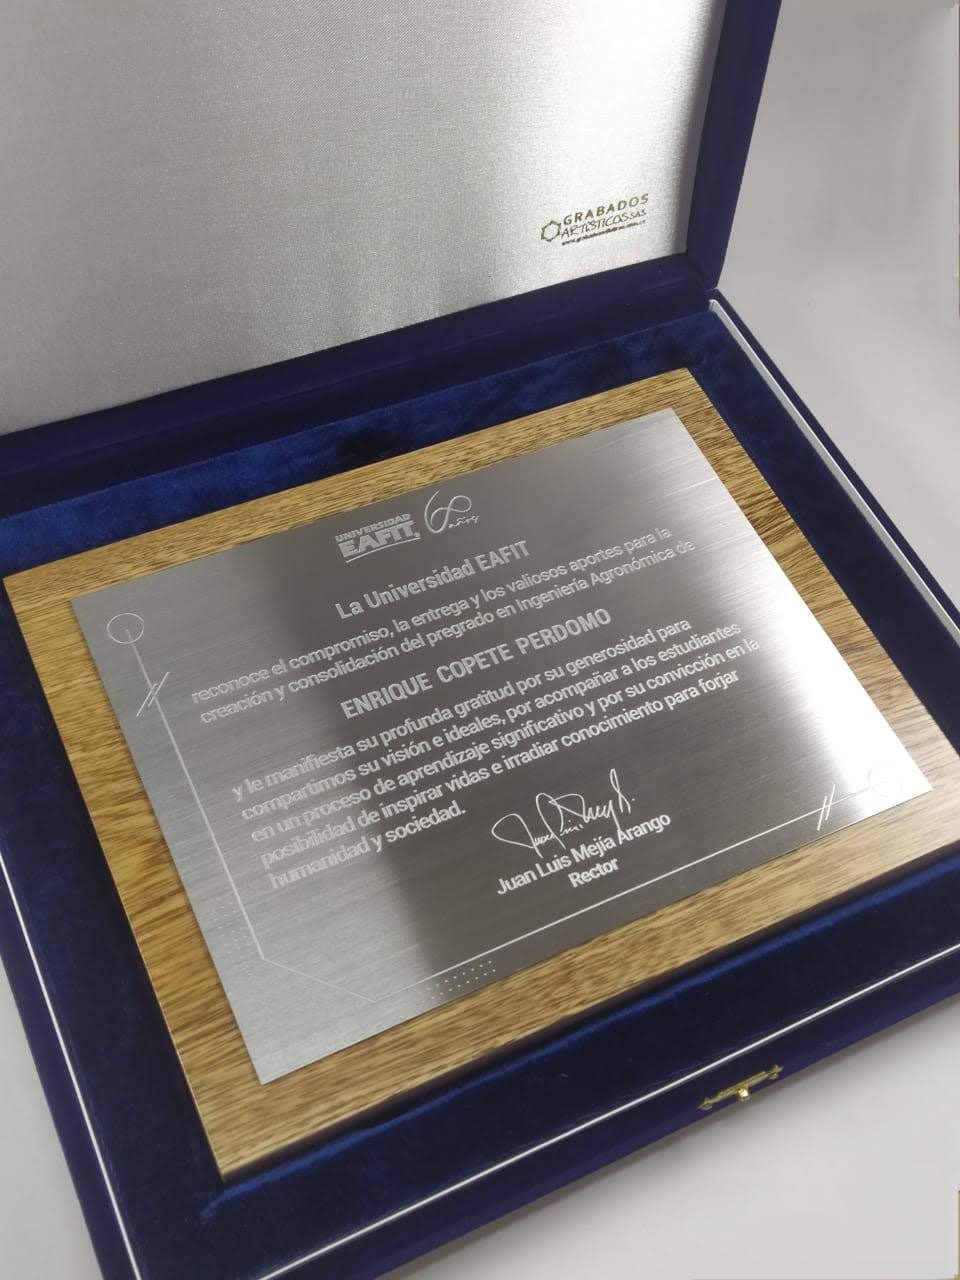 GRABADOS
ARTÍSTICOS SAS
UNIVERSIDAD
EAFIT
60
años
La Universidad EAFIT
reconoce el compromiso, la entrega y los valiosos aportes para la
creación y consolidación del pregrado en Ingeniería Agronómica de
ENRIQUE COPETE PERDOMO
y le manifiesta su profunda gratitud por su generosidad para
compartirnos su visión e ideales, por acompañar a los estudiantes
en un proceso de aprendizaje significativo y por su convicción en la
posibilidad de inspirar vidas e irradiar conocimiento para forjar
humanidad y sociedad.
Juan Luis Mejía Arango
Rector